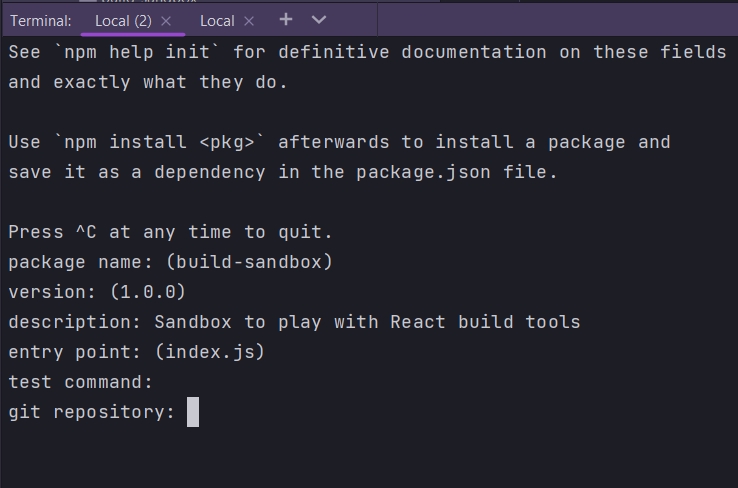 Terminal: Local (2) × Local × +
See `npm help init` for definitive documentation on these fields
and exactly what they do.
Use `npm install <pkg>` afterwards to install a package and
save it as a dependency in the package.json file.
Press ^C at any time to quit.
package name: (build-sandbox)
version: (1.0.0)
description: Sandbox to play with React build tools
entry point: (index.js)
test command:
git repository: